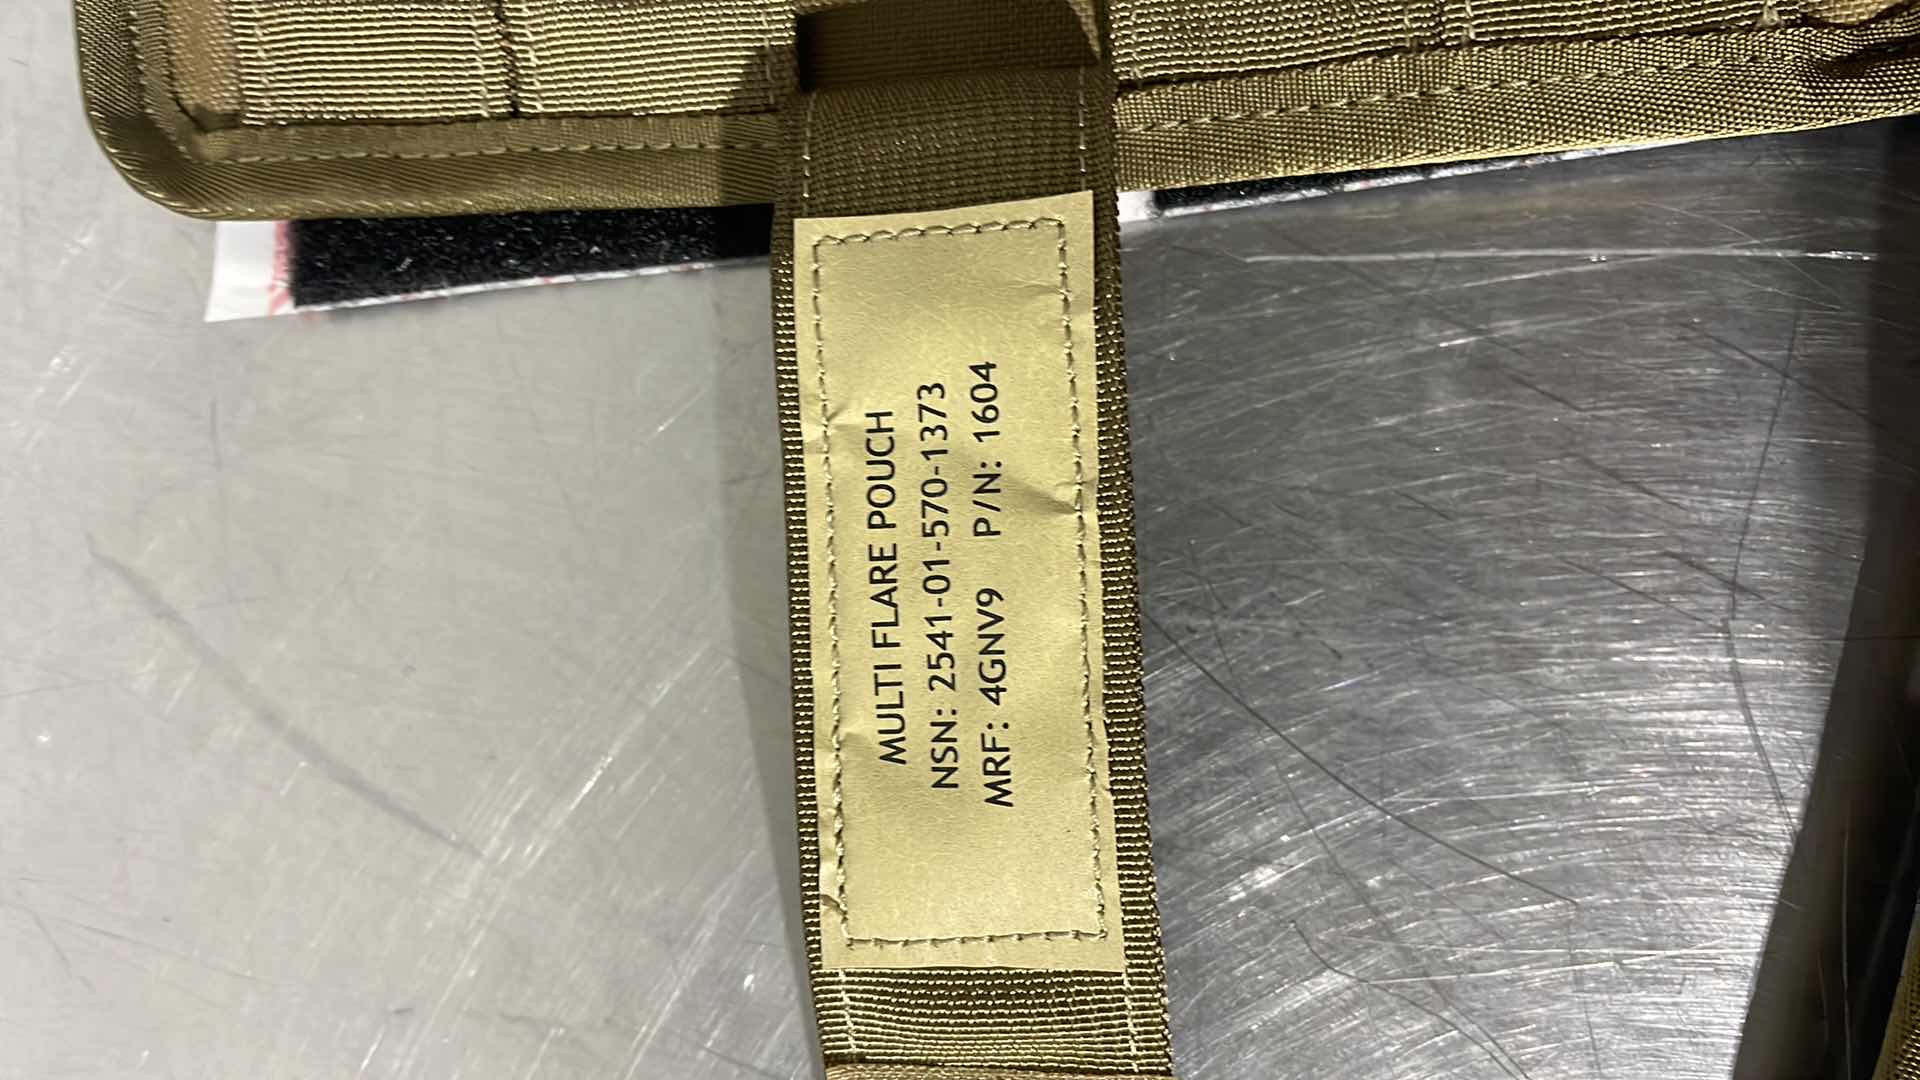 MULTI FLARE POUCH
NSN: 2541-01-570-1373
MRF: 4GNV9 P/N: 1604